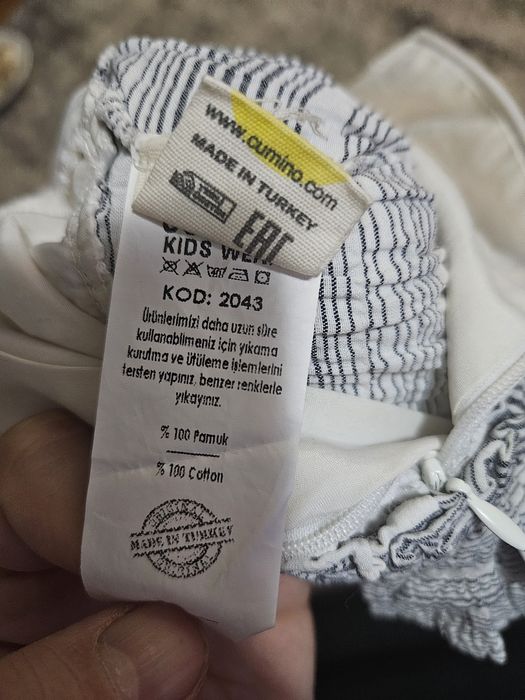 www.cumino.com
MADE IN TURKEY
EAC
KIDS WEAR
KOD: 2043
Ürünlerimizi daha uzun süre
kullanabilmeniz için yıkama
kurutma ve ütüleme işlemlerini
tersten yapınız, benzer renklerle
yıkayınız.
% 100 Pamuk
% 100 Cotton
MADE IN TURKEY